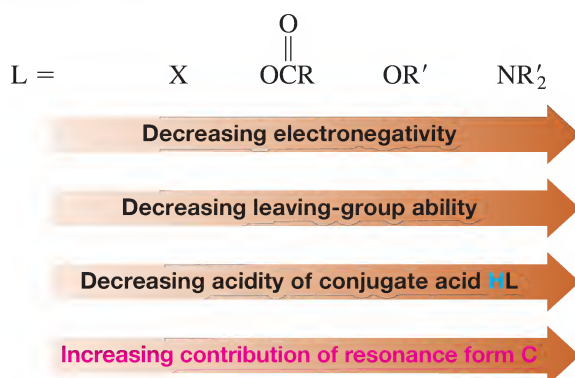 O
L = X OCR OR′ NR′₂
Decreasing electronegativity
Decreasing leaving-group ability
Decreasing acidity of conjugate acid HL
Increasing contribution of resonance form C